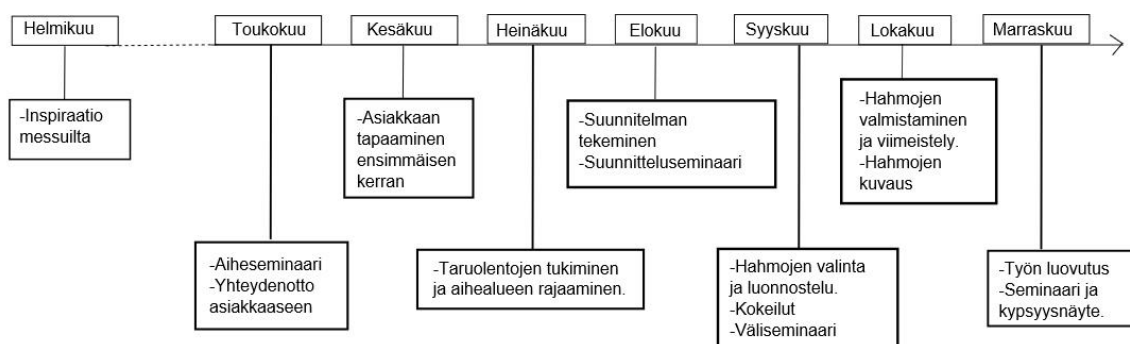 Helmikuu
Toukokuu
Kesäkuu
Heinäkuu
Elokuu
Syyskuu
Lokakuu
Marraskuu
-Inspiraatio
messuilta
-Aiheseminaari
-Yhteydenotto
asiakkaaseen
-Asiakkaan
tapaaminen
ensimmäisen
kerran
-Taruolentojen tukiminen
ja aihealueen rajaaminen.
-Suunnitelman
tekeminen
-Suunnitteluseminaari
-Hahmojen valinta
ja luonnostelu.
-Kokeilut
-Väliseminaari
-Hahmojen
valmistaminen
ja viimeistely.
-Hahmojen
kuvaus
-Työn luovutus
-Seminaari ja
kypsyysnäyte.